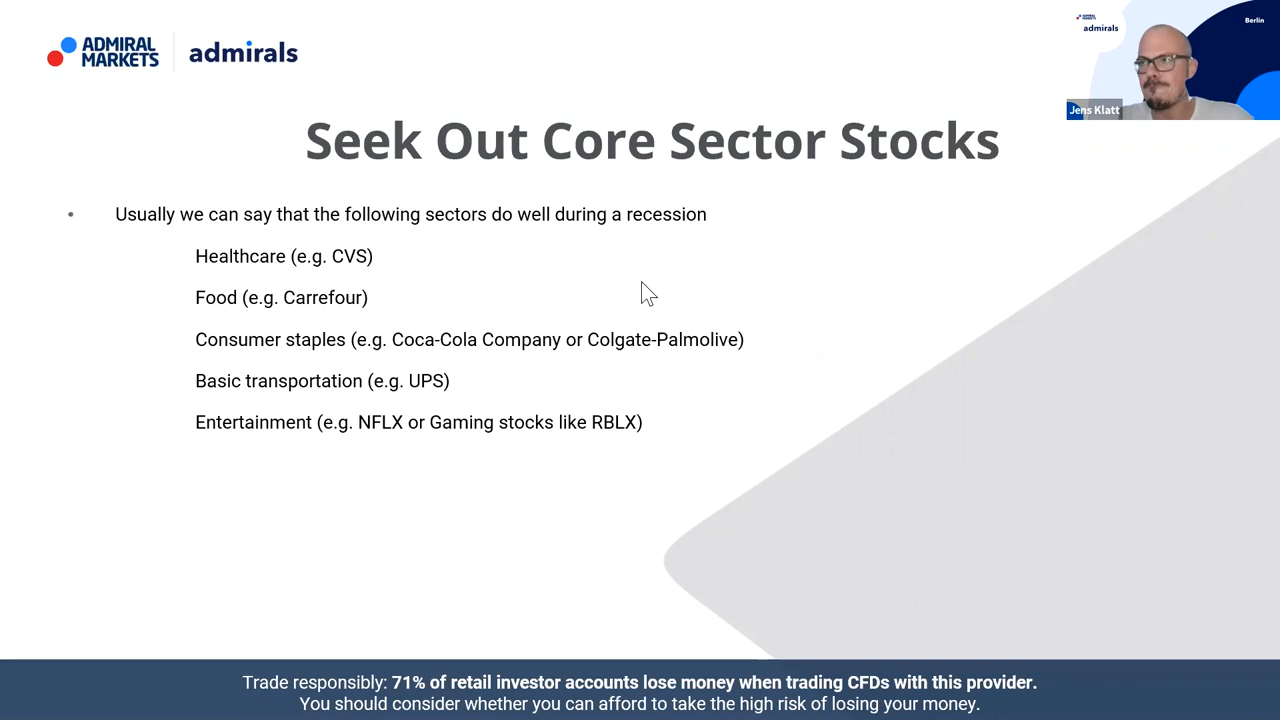 ADMIRAL
MARKETS
admirals
ADMIRAL
MARKETS
admirals
Berlin
Jens Klatt
Seek Out Core Sector Stocks
• Usually we can say that the following sectors do well during a recession
Healthcare (e.g. CVS)
Food (e.g. Carrefour)
Consumer staples (e.g. Coca-Cola Company or Colgate-Palmolive)
Basic transportation (e.g. UPS)
Entertainment (e.g. NFLX or Gaming stocks like RBLX)
Trade responsibly: 71% of retail investor accounts lose money when trading CFDs with this provider.
You should consider whether you can afford to take the high risk of losing your money.